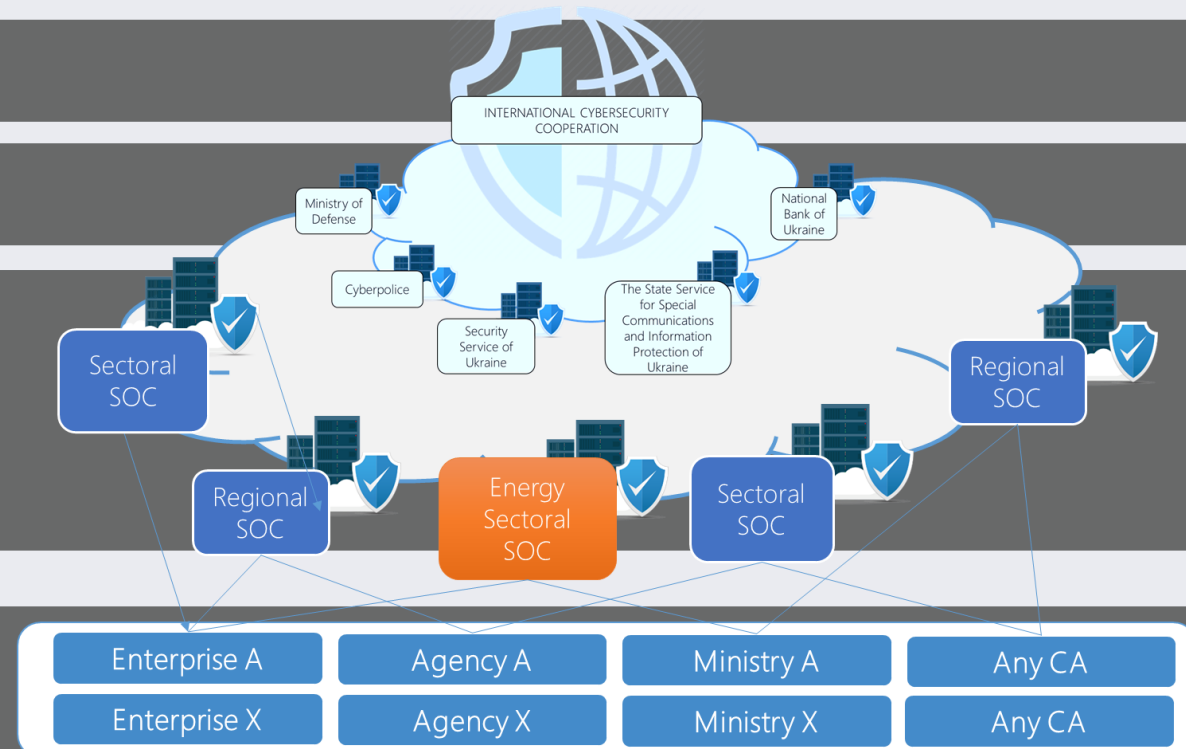 INTERNATIONAL CYBERSECURITY
COOPERATION
Ministry of
Defense
National
Bank of
Ukraine
Cyberpolice
Security
Service of
Ukraine
The State Service
for Special
Communications
and Information
Protection of
Ukraine
Sectoral
SOC
Regional
SOC
Regional
SOC
Energy
Sectoral
SOC
Sectoral
SOC
Enterprise A
Agency A
Ministry A
Any CA
Enterprise X
Agency X
Ministry X
Any CA